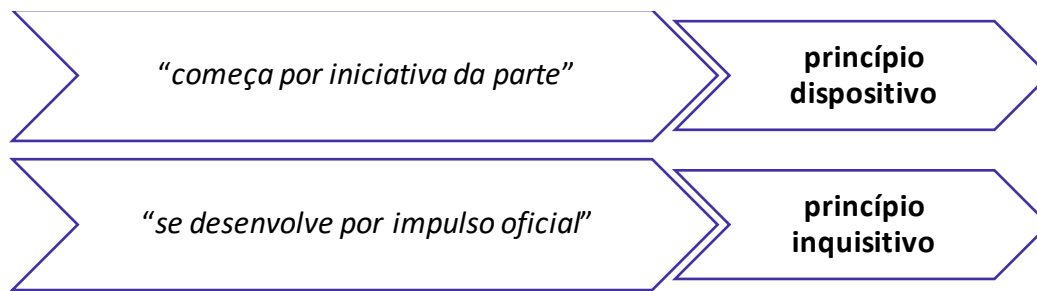 “começa por iniciativa da parte”
princípio
dispositivo
“se desenvolve por impulso oficial”
princípio
inquisitivo